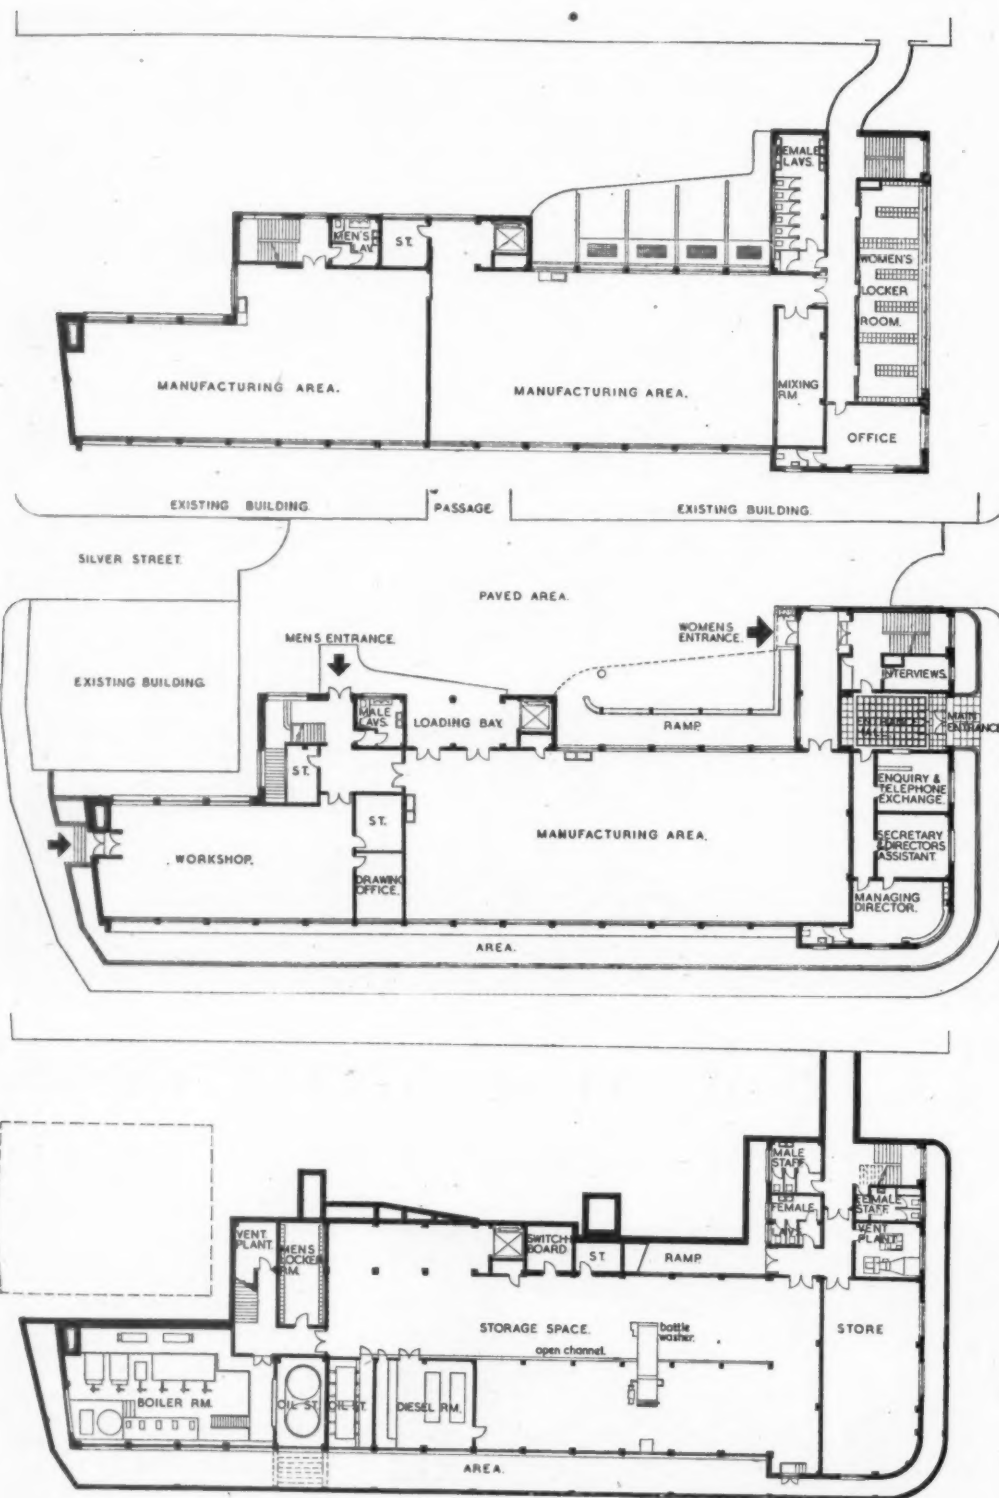 FEMALE
LAVS.
MEN'S
LAV.
ST.
WOMEN'S
LOCKER
ROOM.
MANUFACTURING AREA.
MANUFACTURING AREA.
MIXING
RM
OFFICE
EXISTING BUILDING.
PASSAGE.
EXISTING BUILDING.
SILVER STREET.
PAVED AREA.
MENS ENTRANCE.
WOMENS
ENTRANCE.
EXISTING BUILDING.
MALE
LAVS.
LOADING BAY.
RAMP.
INTERVIEWS.
ENTRANCE
HALL.
MAIN
ENTRANCE
ST.
ENQUIRY &
TELEPHONE
EXCHANGE.
ST.
MANUFACTURING AREA.
WORKSHOP.
SECRETARY
&DIRECTORS
ASSISTANT.
DRAWING
OFFICE.
MANAGING
DIRECTOR.
AREA.
MALE
STAFF
FEMALE
LAVS.
FEMALE
STAFF
VENT.
PLANT.
MENS
LOCKER
RM.
SWITCH
BOARD
ST.
RAMP.
VENT
PLANT.
STORAGE SPACE.
bottle
washer.
STORE
open channel.
BOILER RM.
OIL ST.
OIL ST.
DIESEL RM.
AREA.